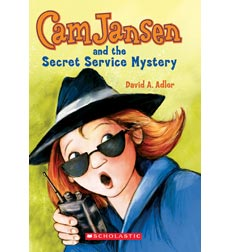 Cam Jansen
and the
Secret Service Mystery
David A. Adler
SCHOLASTIC